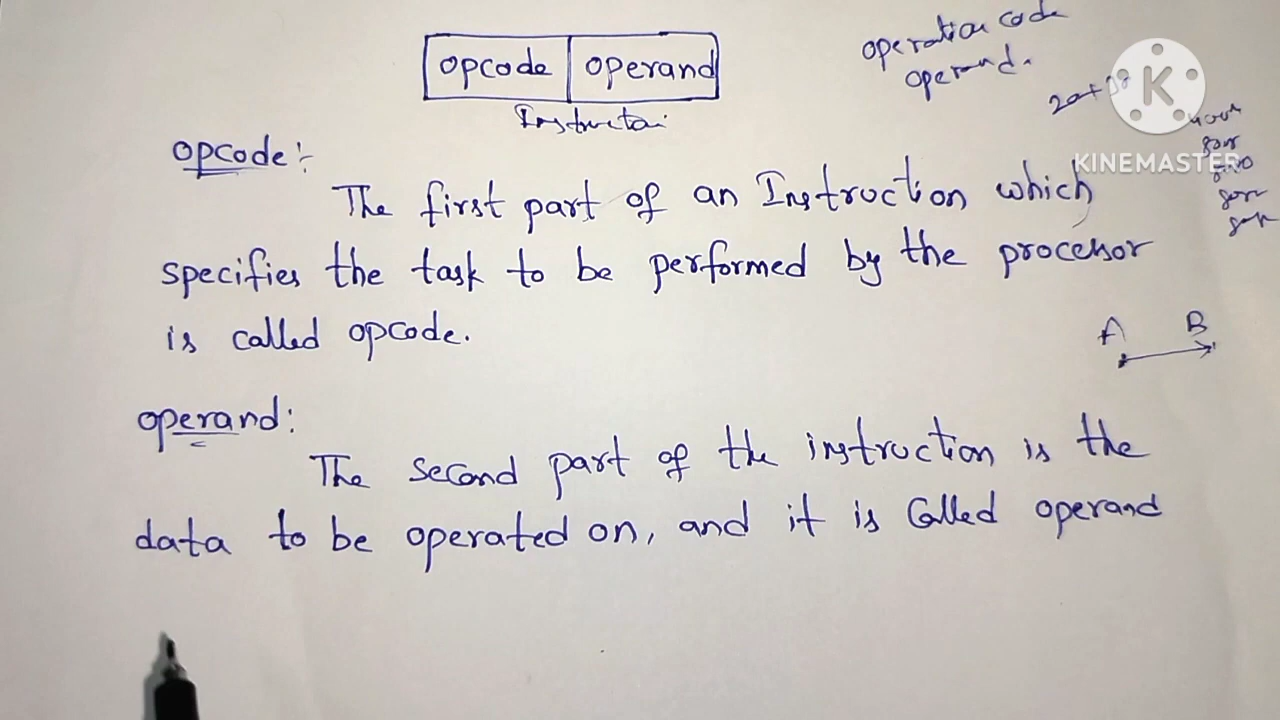 opcode operand
Instructai
operation code
operand.
KINEMASTER
opcode:-
The first part of an Instruction which
specifies the task to be performed by the processor
is called opcode.
A B
operand:
The second part of the instruction is the
data to be operated on, and it is Called operand